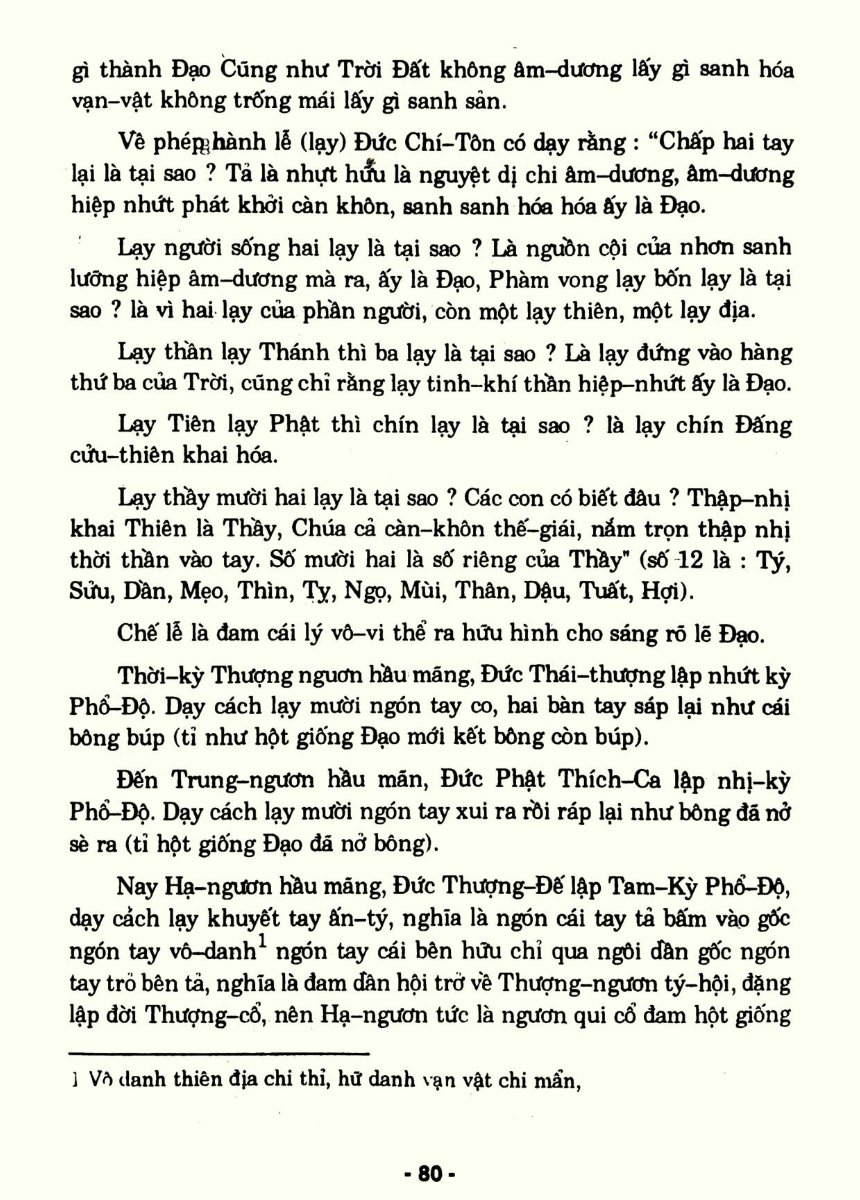 gì thành Đạo Cũng như Trời Đất không âm–dương lấy gì sanh hóa
vạn–vật không trống mái lấy gì sanh sản.
Về phép hành lễ (lạy) Đức Chí–Tôn có dạy rằng : “Chấp hai tay
lại là tại sao ? Tả là nhựt hữu là nguyệt dị chi âm–dương, âm–dương
hiệp nhứt phát khởi càn khôn, sanh sanh hóa hóa ấy là Đạo.
Lạy người sống hai lạy là tại sao ? Là nguồn cội của nhơn sanh
lưỡng hiệp âm–dương mà ra, ấy là Đạo, Phàm vong lạy bốn lạy là tại
sao ? là vì hai lạy của phần người, còn một lạy thiên, một lạy địa.
Lạy thần lạy Thánh thì ba lạy là tại sao ? Là lạy đứng vào hàng
thứ ba của Trời, cũng chỉ rằng lạy tinh–khí thần hiệp–nhứt ấy là Đạo.
Lạy Tiên lạy Phật thì chín lạy là tại sao ? là lạy chín Đấng
cửu–thiên khai hóa.
Lạy thầy mười hai lạy là tại sao ? Các con có biết đâu ? Thập–nhị
khai Thiên là Thầy, Chúa cả càn–khôn thế–giái, nắm trọn thập nhị
thời thần vào tay. Số mười hai là số riêng của Thầy" (số 12 là : Tý,
Sửu, Dần, Mẹo, Thìn, Tỵ, Ngọ, Mùi, Thân, Dậu, Tuất, Hợi).
Chế lễ là đam cái lý vô–vi thể ra hữu hình cho sáng rõ lẽ Đạo.
Thời–kỳ Thượng nguơn hầu mãng, Đức Thái–thượng lập nhứt kỳ
Phổ–Độ. Dạy cách lạy mười ngón tay co, hai bàn tay sáp lại như cái
bông búp (tỉ như hột giống Đạo mới kết bông còn búp).
Đến Trung–ngươn hầu mãn, Đức Phật Thích–Ca lập nhị–kỳ
Phổ–Độ. Dạy cách lạy mười ngón tay xui ra rồi ráp lại như bông đã nở
sè ra (tỉ hột giống Đạo đã nở bông).
Nay Hạ–ngươn hầu mãng, Đức Thượng–Đế lập Tam–Kỳ Phổ–Độ,
dạy cách lạy khuyết tay ấn–tý, nghĩa là ngón cái tay tả bấm vào gốc
ngón tay vô–danh1 ngón tay cái bên hữu chỉ qua ngôi dần gốc ngón
tay trỏ bên tả, nghĩa là đam dần hội trở về Thượng–ngươn tý–hội, đặng
lập đời Thượng–cổ, nên Hạ–ngươn tức là ngươn qui cổ đam hột giống
1 Vô danh thiên địa chi thỉ, hữ danh vạn vật chi mẩn,
- 80 -